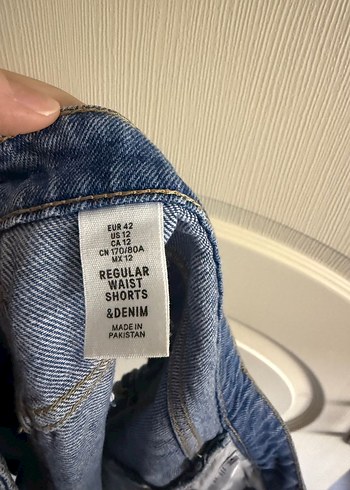 EUR 42
US 12
CA 12
CN 170/80A
MX 12
REGULAR
WAIST
SHORTS
&DENIM
MADE IN
PAKISTAN